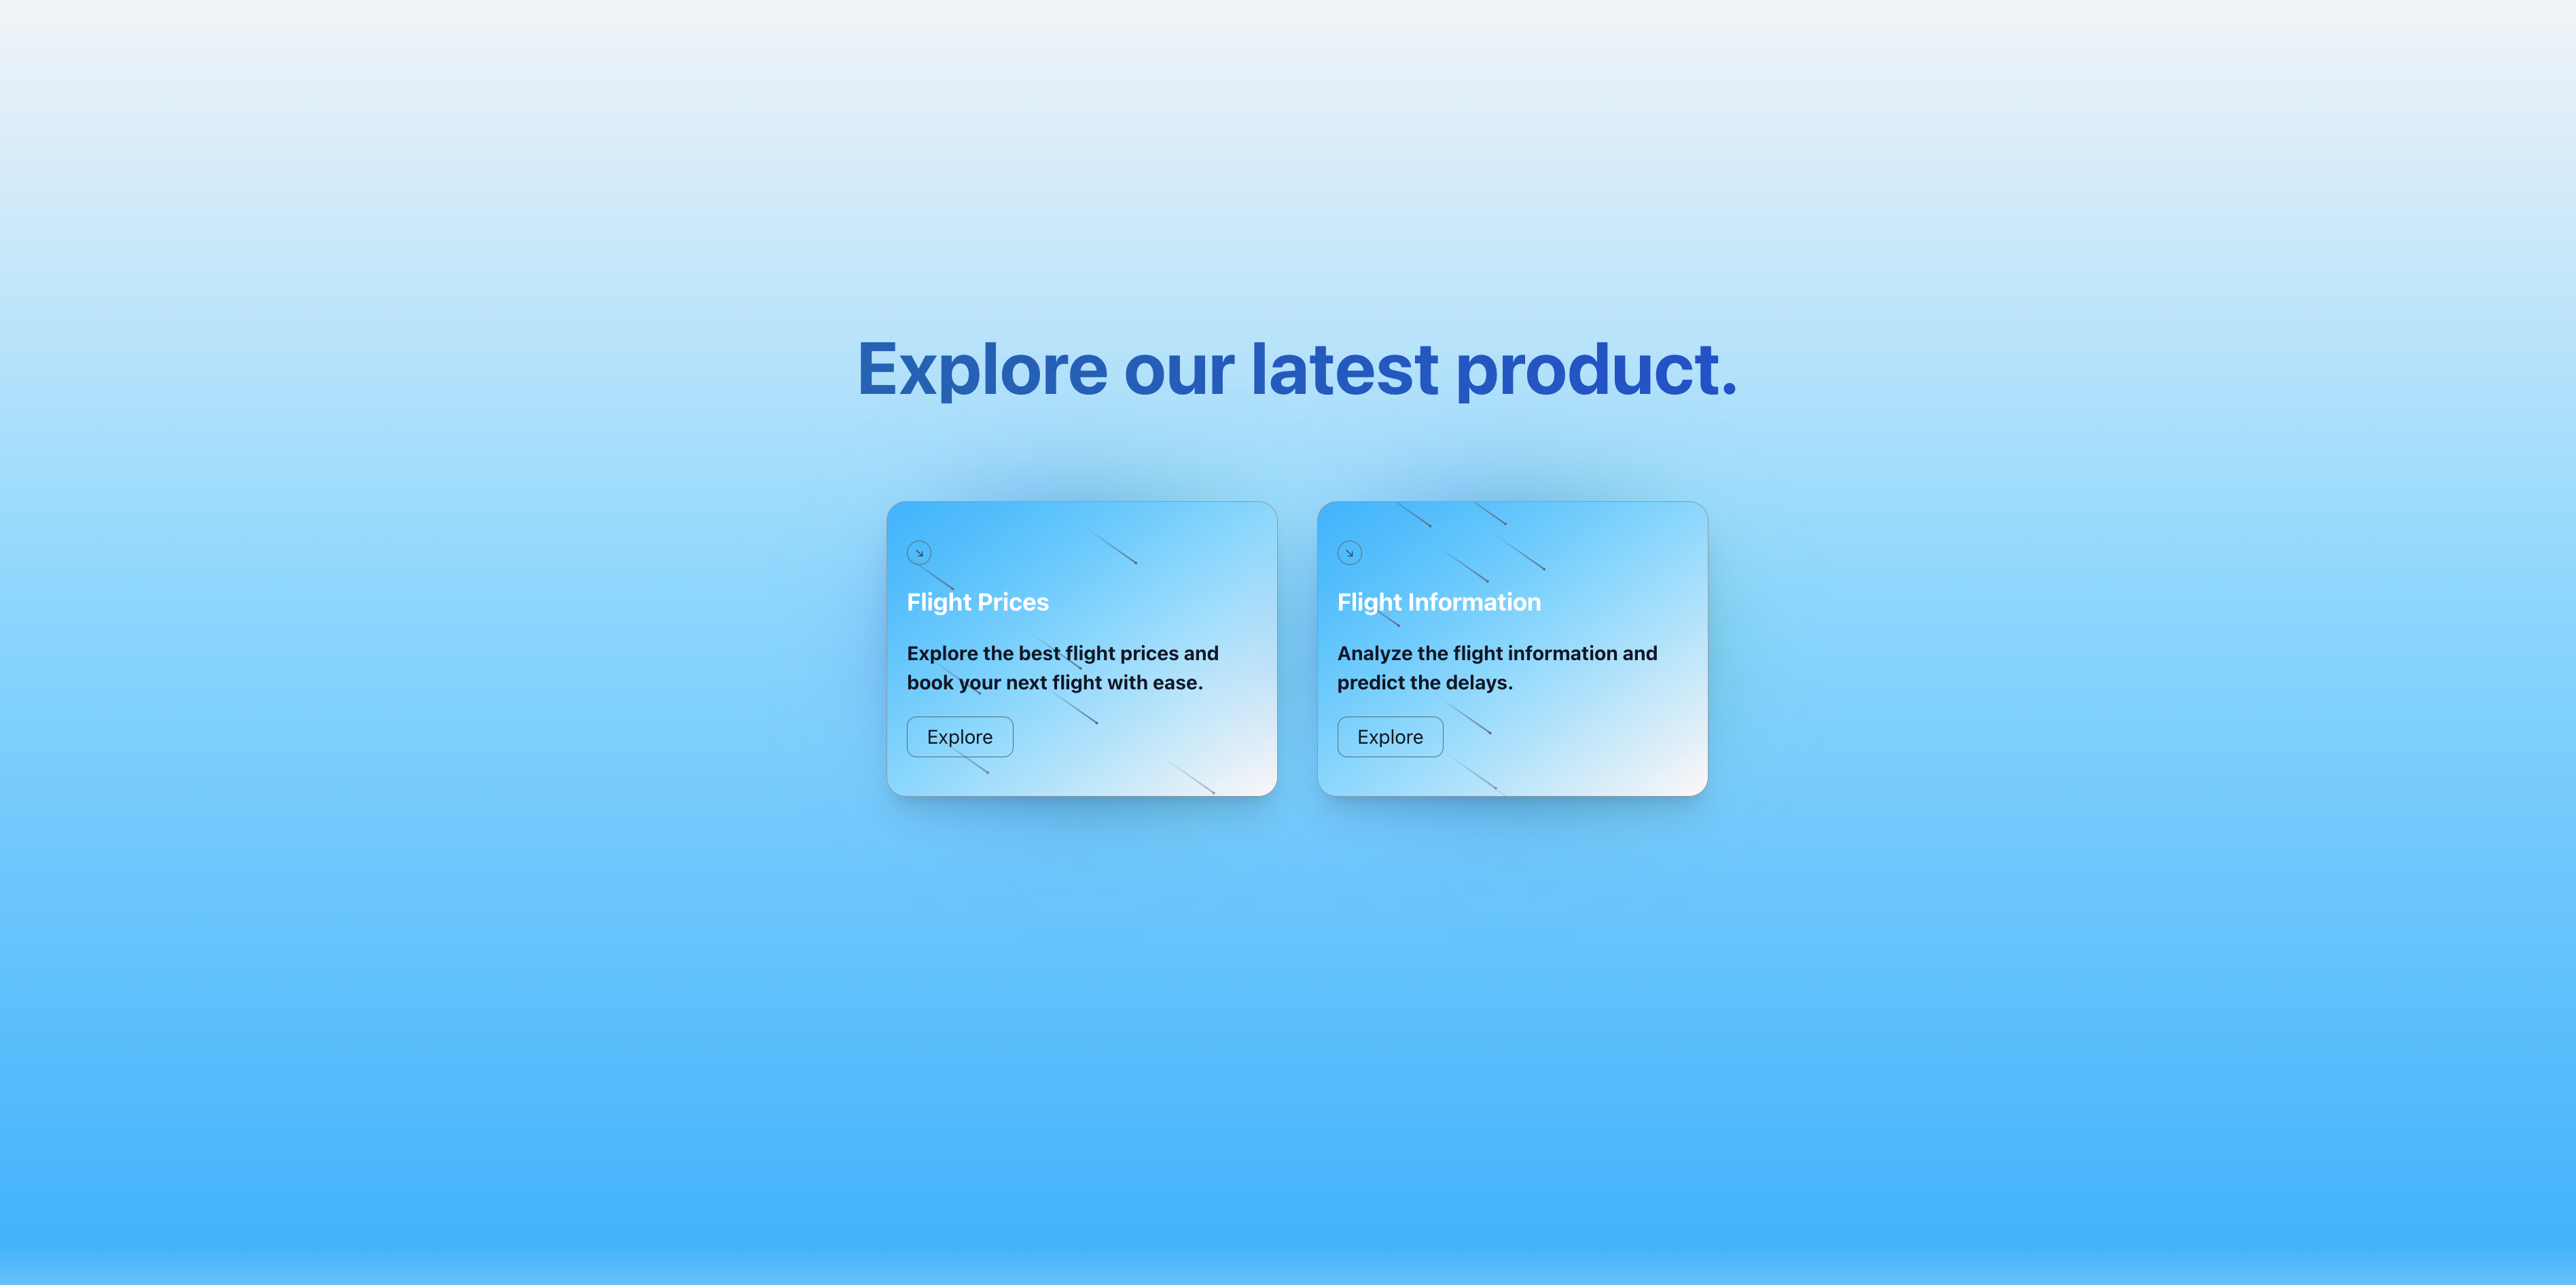 Explore our latest product.
Flight Prices
Explore the best flight prices and
book your next flight with ease.
Explore
Flight Information
Analyze the flight information and
predict the delays.
Explore